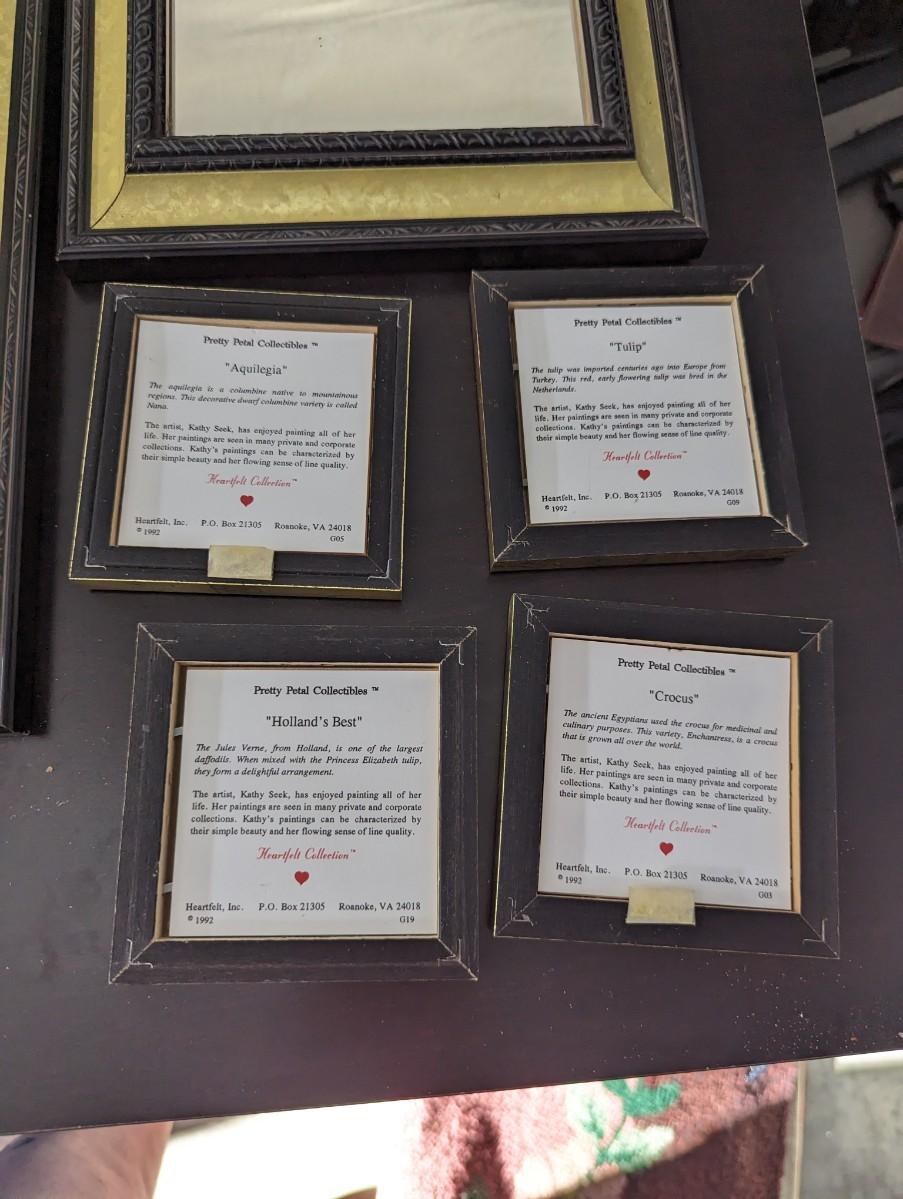 Pretty Petal Collectibles ™
"Aquilegia"
The aquilegia is a columbine native to mountainous
regions. This decorative dwarf columbine variety is called
Nana.
The artist, Kathy Seek, has enjoyed painting all of her
life. Her paintings are seen in many private and corporate
collections. Kathy's paintings can be characterized by
their simple beauty and her flowing sense of line quality.
Heartfelt Collection™
Heartfelt, Inc. P.O. Box 21305 Roanoke, VA 24018
© 1992 G05
Pretty Petal Collectibles ™
"Tulip"
The tulip was imported centuries ago into Europe from
Turkey. This red, early flowering tulip was bred in the
Netherlands.
The artist, Kathy Seek, has enjoyed painting all of her
life. Her paintings are seen in many private and corporate
collections. Kathy's paintings can be characterized by
their simple beauty and her flowing sense of line quality.
Heartfelt Collection™
Heartfelt, Inc. P.O. Box 21305 Roanoke, VA 24018
© 1992 G09
Pretty Petal Collectibles ™
"Holland's Best"
The Jules Verne, from Holland, is one of the largest
daffodils. When mixed with the Princess Elizabeth tulip,
they form a delightful arrangement.
The artist, Kathy Seek, has enjoyed painting all of her
life. Her paintings are seen in many private and corporate
collections. Kathy's paintings can be characterized by
their simple beauty and her flowing sense of line quality.
Heartfelt Collection™
Heartfelt, Inc. P.O. Box 21305 Roanoke, VA 24018
© 1992 G19
Pretty Petal Collectibles ™
"Crocus"
The ancient Egyptians used the crocus for medicinal and
culinary purposes. This variety, Enchantress, is a crocus
that is grown all over the world.
The artist, Kathy Seek, has enjoyed painting all of her
life. Her paintings are seen in many private and corporate
collections. Kathy's paintings can be characterized by
their simple beauty and her flowing sense of line quality.
Heartfelt Collection™
Heartfelt, Inc. P.O. Box 21305 Roanoke, VA 24018
© 1992 G03